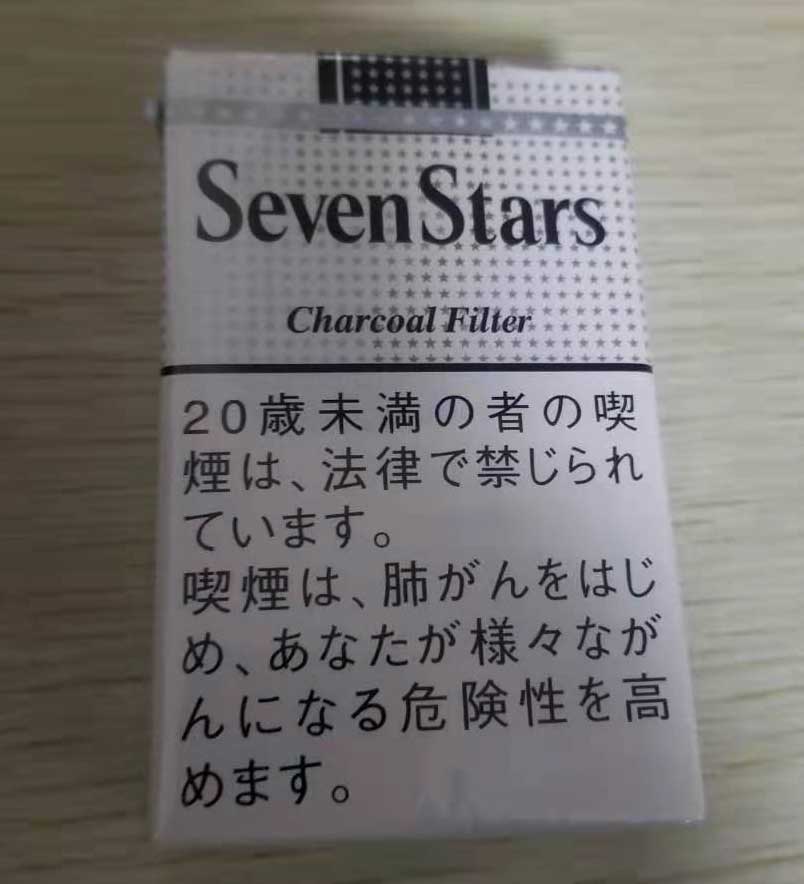 Seven Stars
Charcoal Filter
20歳未満の者の喫
煙は、法律で禁じられ
ています。
喫煙は、肺がんをはじ
め、あなたが様々なが
んになる危険性を高
めます。